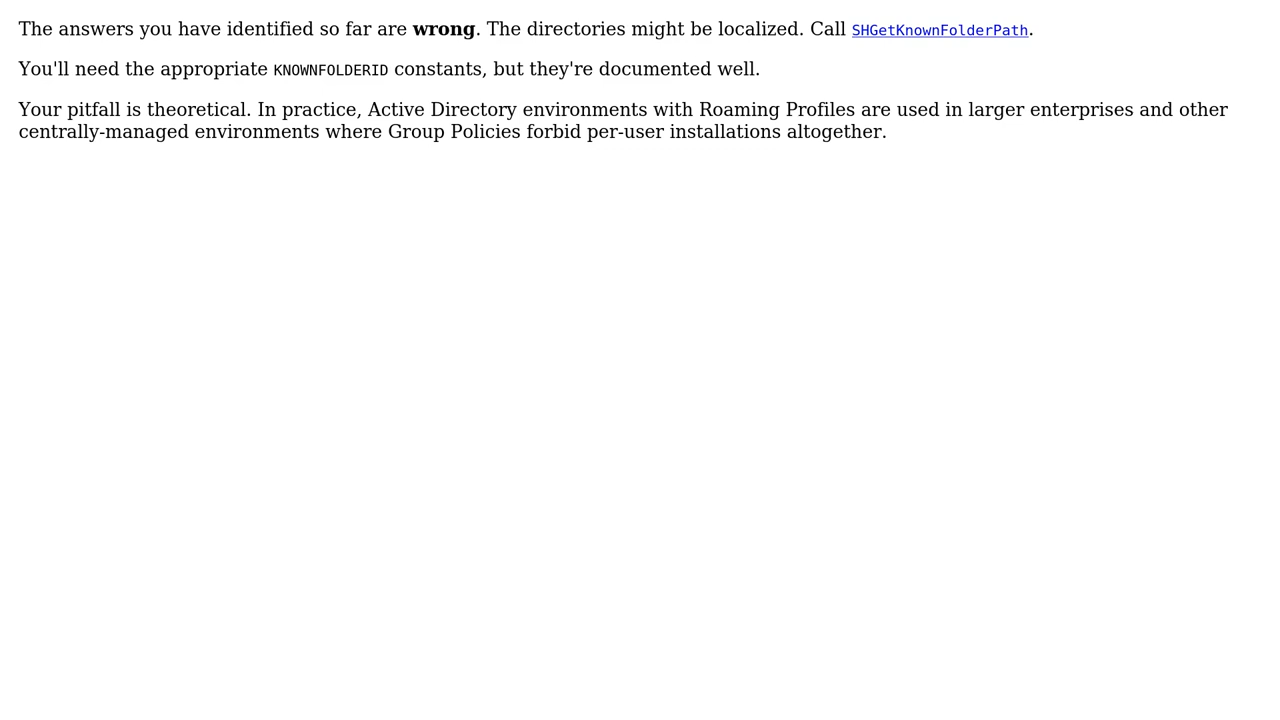 The answers you have identified so far are wrong. The directories might be localized. Call SHGetKnownFolderPath.
You'll need the appropriate KNOWNFOLDERID constants, but they're documented well.
Your pitfall is theoretical. In practice, Active Directory environments with Roaming Profiles are used in larger enterprises and other
centrally-managed environments where Group Policies forbid per-user installations altogether.